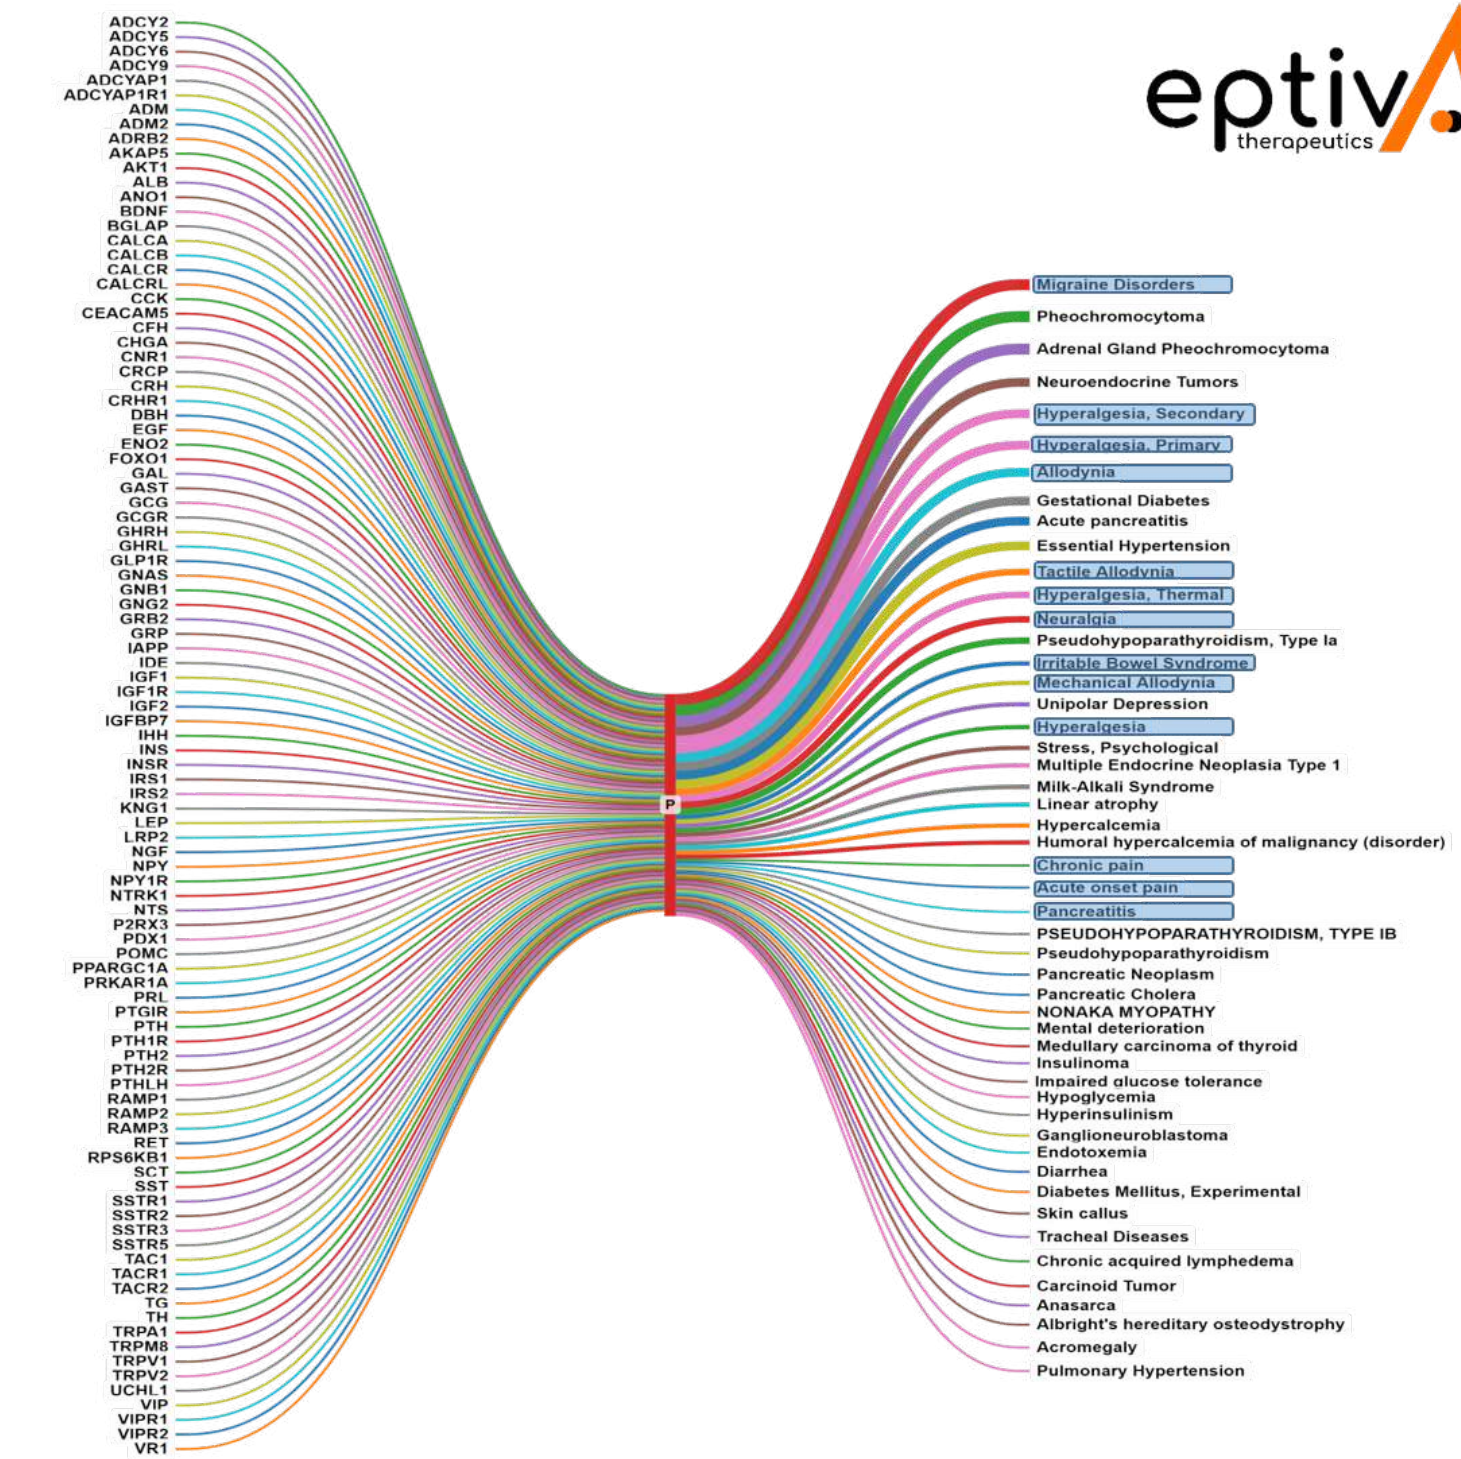 eptivA
therapeutics
ADCY2
ADCY5
ADCY6
ADCY9
ADCYAP1
ADCYAP1R1
ADM
ADM2
ADRB2
AKAP5
AKT1
ALB
ANO1
BDNF
BGLAP
CALCA
CALCB
CALCR
CALCRL
CCK
CEACAM5
CFH
CHGA
CNR1
CRCP
CRH
CRHR1
DBH
EGF
ENO2
FOXO1
GAL
GAST
GCG
GCGR
GHRH
GHRL
GLP1R
GNAS
GNB1
GNG2
GRB2
GRP
IAPP
IDE
IGF1
IGF1R
IGF2
IGFBP7
IHH
INS
INSR
IRS1
IRS2
KNG1
LEP
LRP2
NGF
NPY
NPY1R
NTRK1
NTS
P2RX3
PDX1
POMC
PPARGC1A
PRKAR1A
PRL
PTGIR
PTH
PTH1R
PTH2
PTH2R
PTHLH
RAMP1
RAMP2
RAMP3
RET
RPS6KB1
SCT
SST
SSTR1
SSTR2
SSTR3
SSTR5
TAC1
TACR1
TACR2
TG
TH
TRPA1
TRPM8
TRPV1
TRPV2
UCHL1
VIP
VIPR1
VIPR2
VR1
P
Migraine Disorders
Pheochromocytoma
Adrenal Gland Pheochromocytoma
Neuroendocrine Tumors
Hyperalgesia, Secondary
Hyperalgesia, Primary
Allodynia
Gestational Diabetes
Acute pancreatitis
Essential Hypertension
Tactile Allodynia
Hyperalgesia, Thermal
Neuralgia
Pseudohypoparathyroidism, Type Ia
Irritable Bowel Syndrome
Mechanical Allodynia
Unipolar Depression
Hyperalgesia
Stress, Psychological
Multiple Endocrine Neoplasia Type 1
Milk-Alkali Syndrome
Linear atrophy
Hypercalcemia
Humoral hypercalcemia of malignancy (disorder)
Chronic pain
Acute onset pain
Pancreatitis
PSEUDOHYPOPARATHYROIDISM, TYPE IB
Pseudohypoparathyroidism
Pancreatic Neoplasm
Pancreatic Cholera
NONAKA MYOPATHY
Mental deterioration
Medullary carcinoma of thyroid
Insulinoma
Impaired glucose tolerance
Hypoglycemia
Hyperinsulinism
Ganglioneuroblastoma
Endotoxemia
Diarrhea
Diabetes Mellitus, Experimental
Skin callus
Tracheal Diseases
Chronic acquired lymphedema
Carcinoid Tumor
Anasarca
Albright's hereditary osteodystrophy
Acromegaly
Pulmonary Hypertension